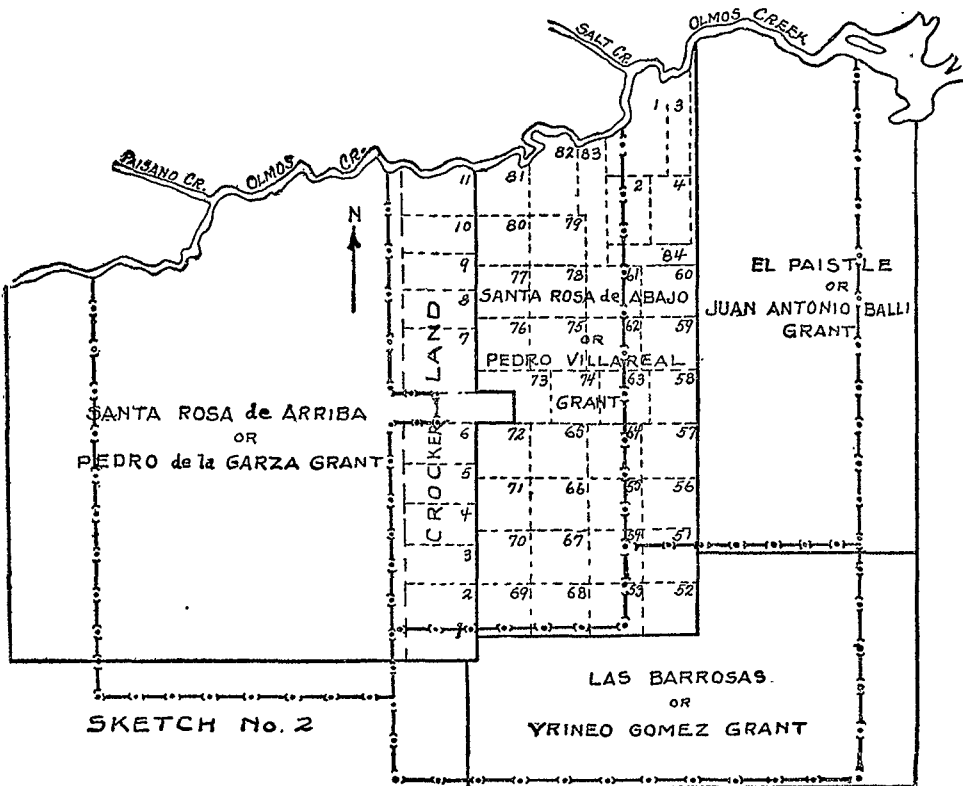 OLMOS CREEK
SALT CR.
1 3
82 83
PAISANO CR.
OLMOS CR.
11 81
2 4
N
10 80 79
84
9 77 78 61 60
EL PAISTLE
OR
JUAN ANTONIO BALLI
GRANT
8
SANTA ROSA de ABAJO
7 76 75 62 59
OR
PEDRO VILLAREAL
73 74 63 58
GRANT
CROCKER LAND
SANTA ROSA de ARRIBA
OR
PEDRO de la GARZA GRANT
6 72 65 64 57
5 71 66 55 56
4 70 67 54 51
3
2 69 68 53 52
LAS BARROSAS.
OR
YRINEO GOMEZ GRANT
SKETCH No. 2